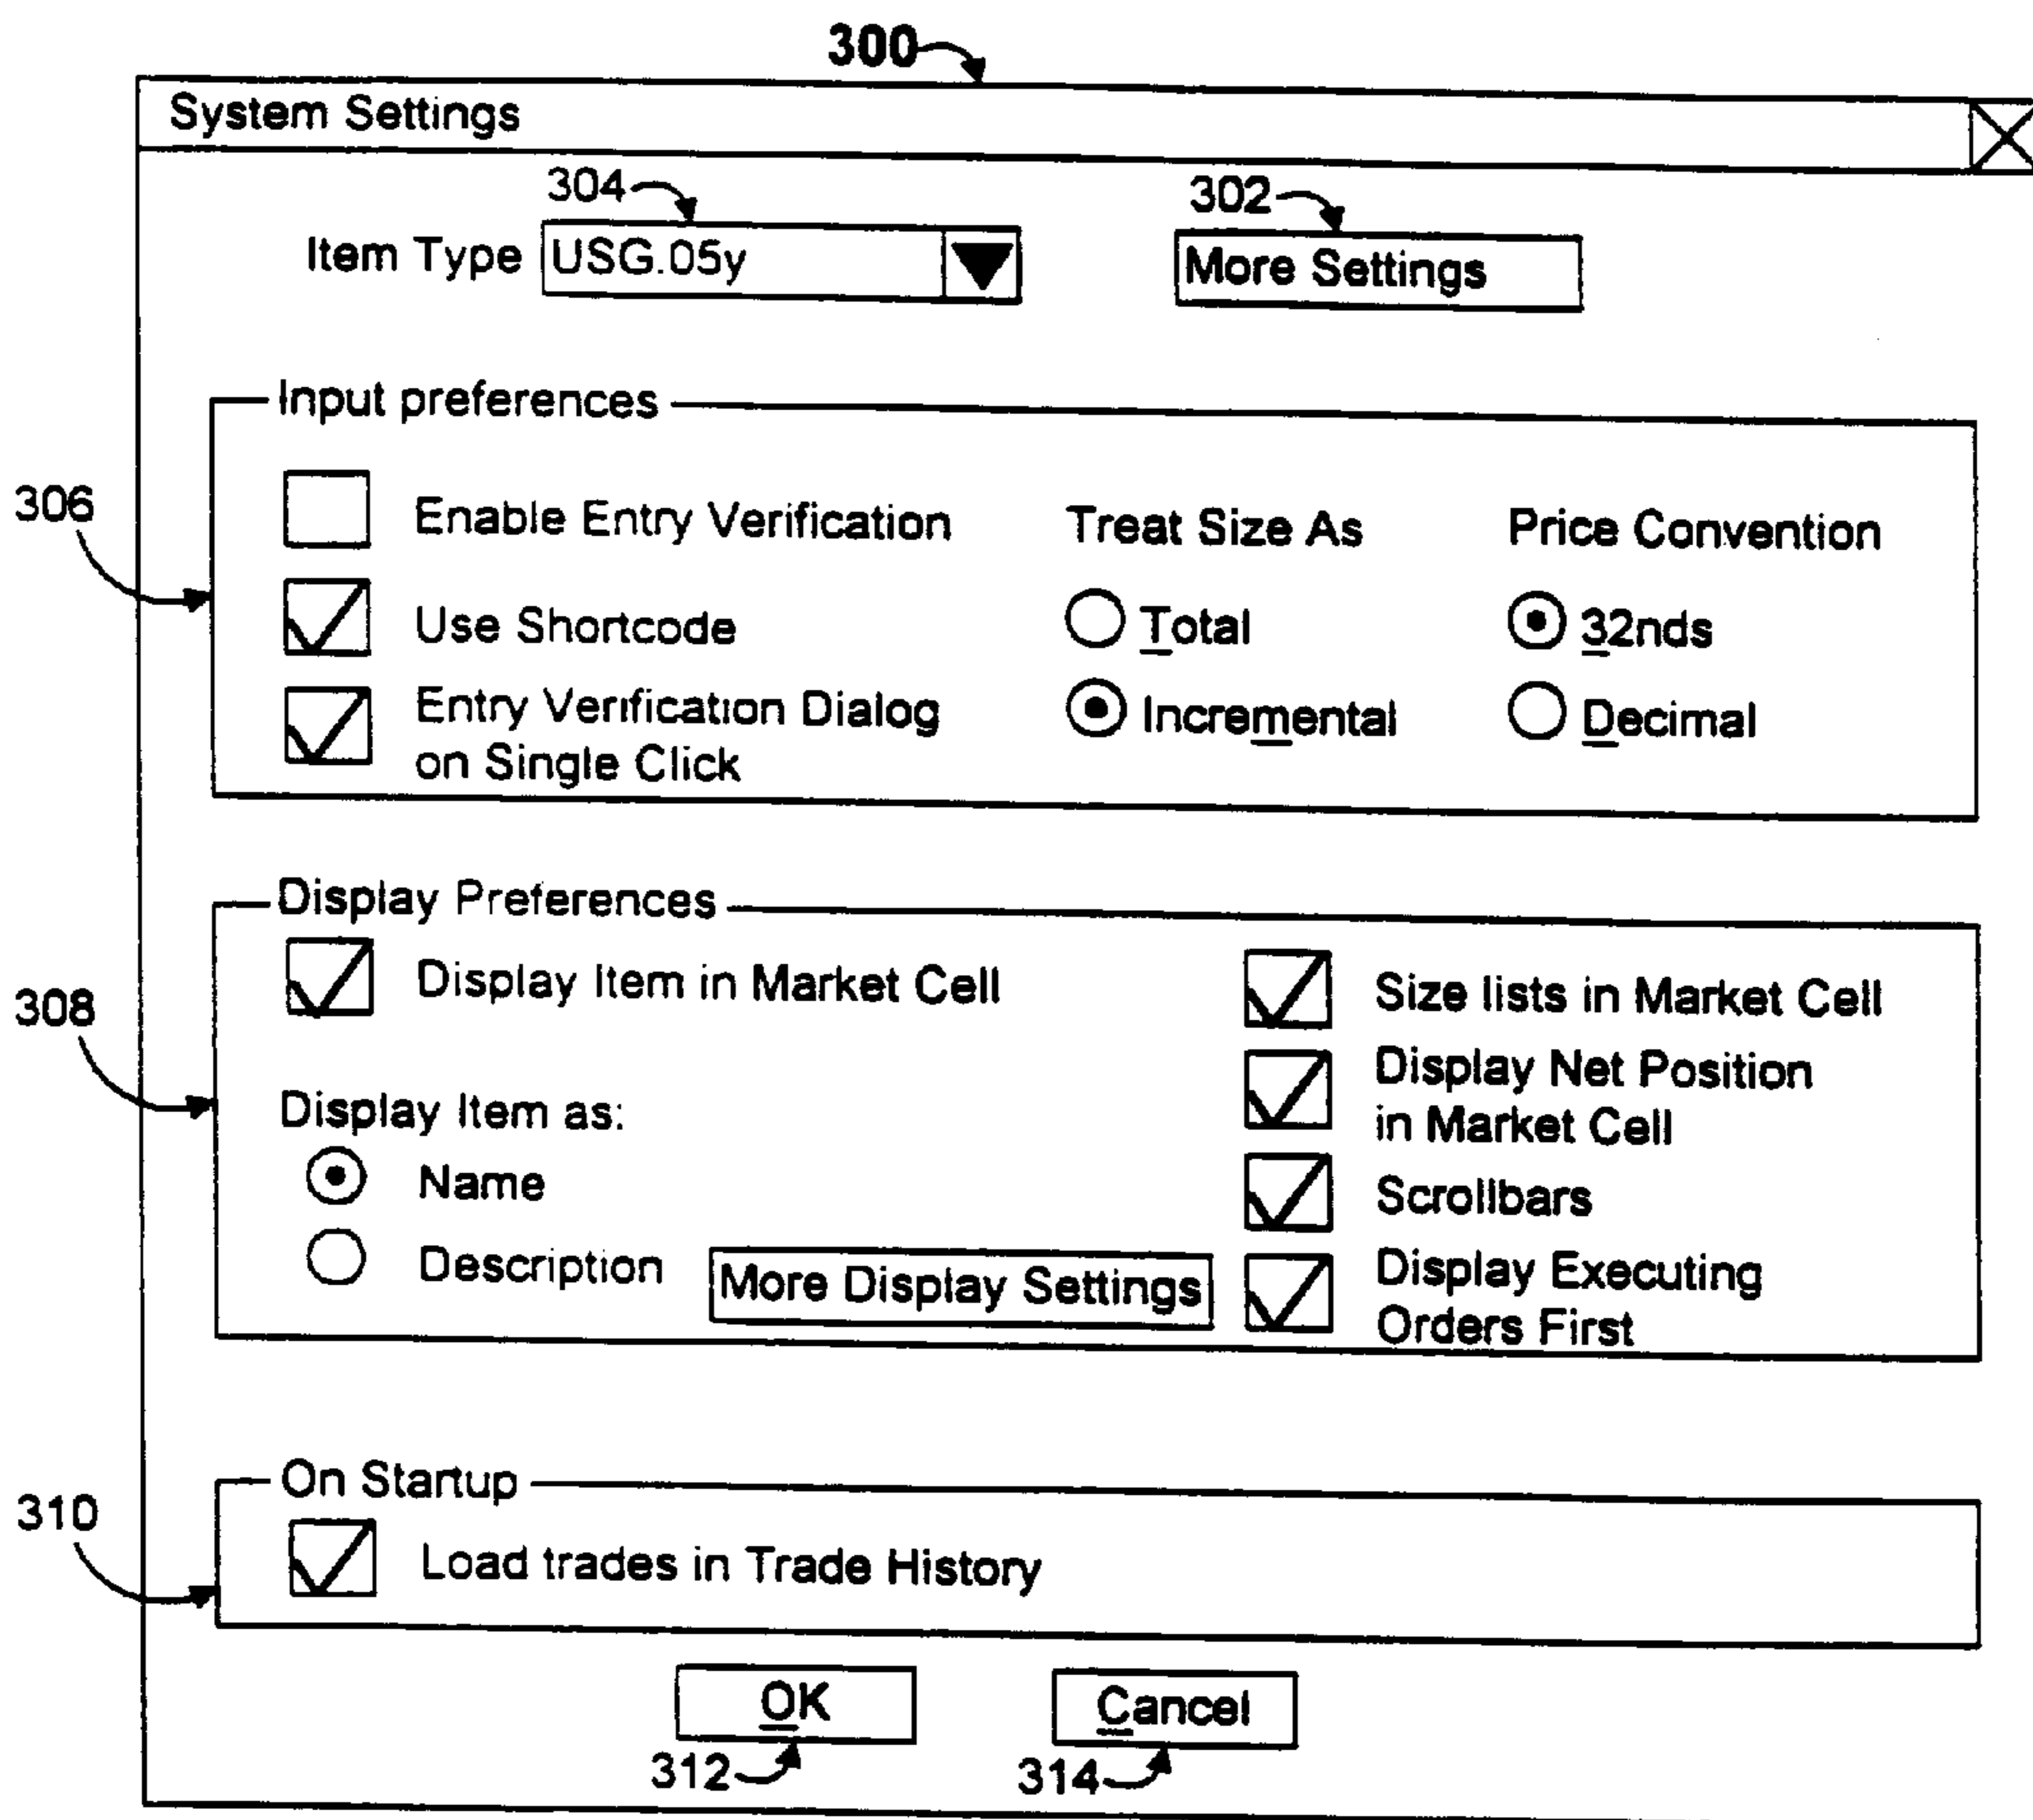 300
System Settings
304
302
Item Type USG.05y
More Settings
Input preferences
306
Enable Entry Verification
Treat Size As
Price Convention
Use Shortcode
Total
32nds
Entry Verification Dialog
on Single Click
Incremental
Decimal
Display Preferences
308
Display Item in Market Cell
Size lists in Market Cell
Display Net Position
in Market Cell
Display Item as:
Name
Scrollbars
Description
More Display Settings
Display Executing
Orders First
On Startup
310
Load trades in Trade History
OK
Cancel
312
314